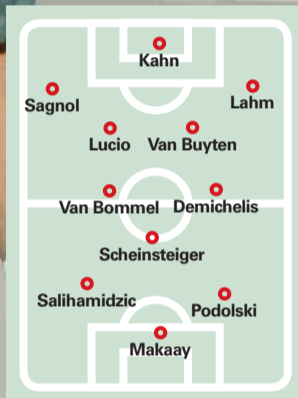 Kahn
Sagnol
Lahm
Lucio
Van Buyten
Van Bommel
Demichelis
Scheinsteiger
Salihamidzic
Podolski
Makaay